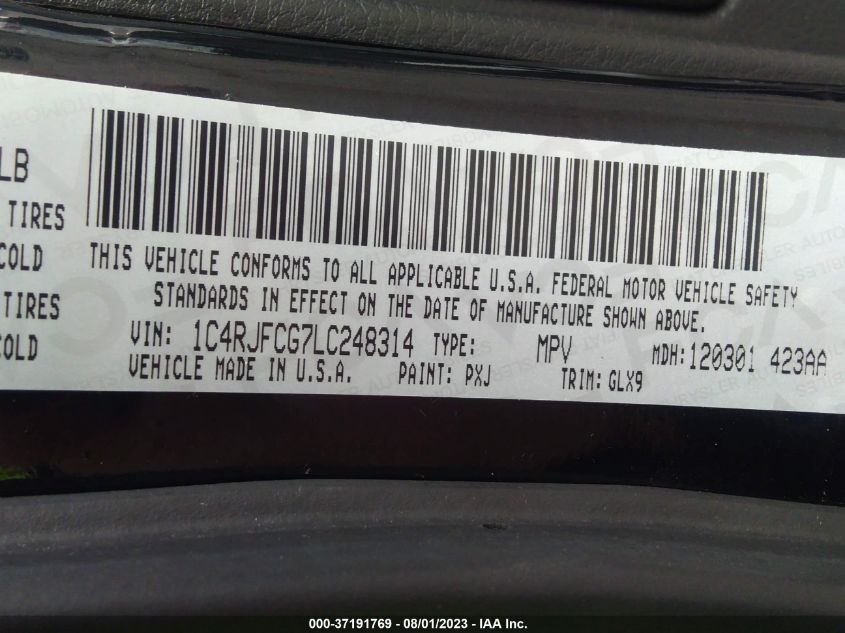 LB
TIRES
COLD
TIRES
COLD
THIS VEHICLE CONFORMS TO ALL APPLICABLE U.S.A. FEDERAL MOTOR VEHICLE SAFETY
STANDARDS IN EFFECT ON THE DATE OF MANUFACTURE SHOWN ABOVE.
VIN: 1C4RJFCG7LC248314 TYPE: MPV MDH:120301 423AA
VEHICLE MADE IN U.S.A. PAINT: PXJ TRIM: GLX9
000-37191769 - 08/01/2023 - IAA Inc.